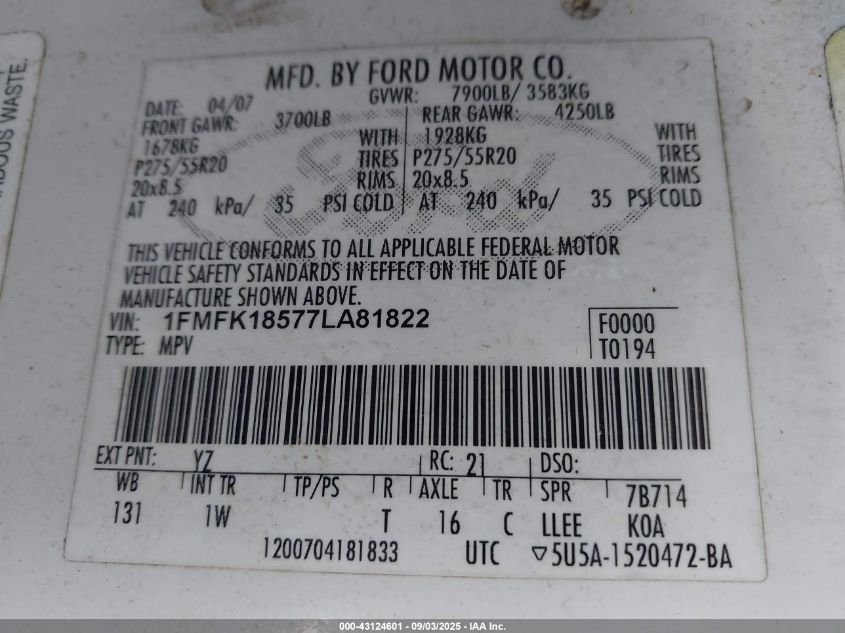 MFD. BY FORD MOTOR CO.
DATE: 04/07 GVWR: 7900LB/ 3583KG
FRONT GAWR: 3700LB REAR GAWR: 4250LB
1678KG WITH 1928KG WITH
P275/55R20 TIRES P275/55R20 TIRES
20x8.5 RIMS 20x8.5 RIMS
AT 240 kPa/ 35 PSI COLD AT 240 kPa/ 35 PSI COLD
Ford
THIS VEHICLE CONFORMS TO ALL APPLICABLE FEDERAL MOTOR
VEHICLE SAFETY STANDARDS IN EFFECT ON THE DATE OF
MANUFACTURE SHOWN ABOVE.
VIN: 1FMFK18577LA81822 F0000
TYPE: MPV T0194
EXT PNT: YZ RC: 21 DSO:
WB INT TR TP/PS R AXLE TR SPR 7B714
131 1W T 16 C LLEE KOA
1200704181833 UTC ▽5U5A-1520472-BA
WASTE.
000-43124601 - 09/03/2025 - IAA Inc.